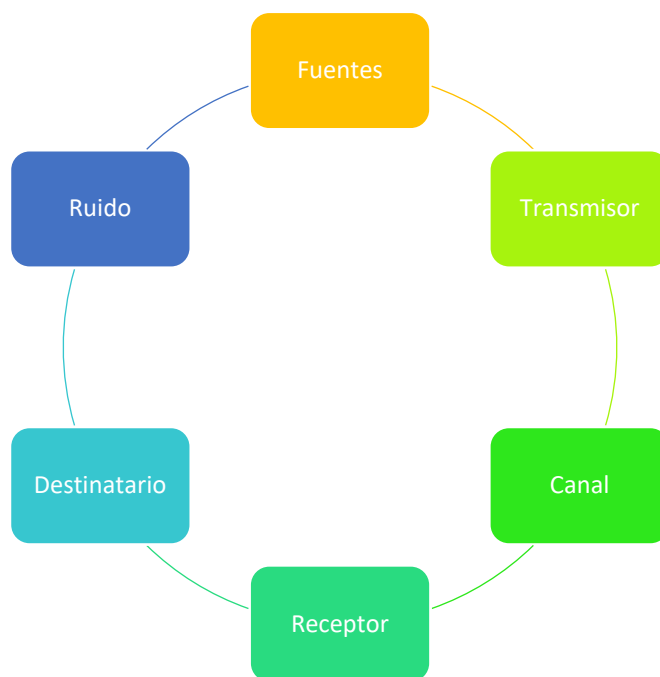 Fuentes
Transmisor
Canal
Receptor
Destinatario
Ruido